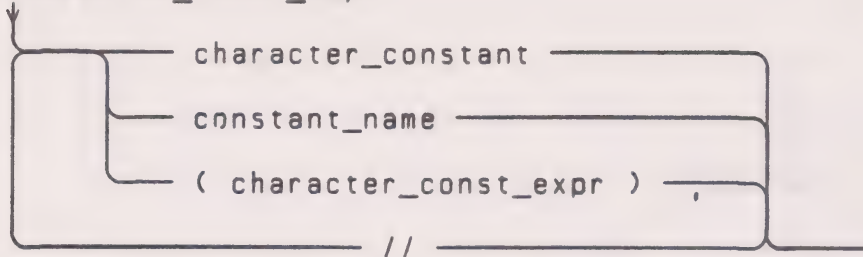 character_constant
constant_name
( character_const_expr )
//